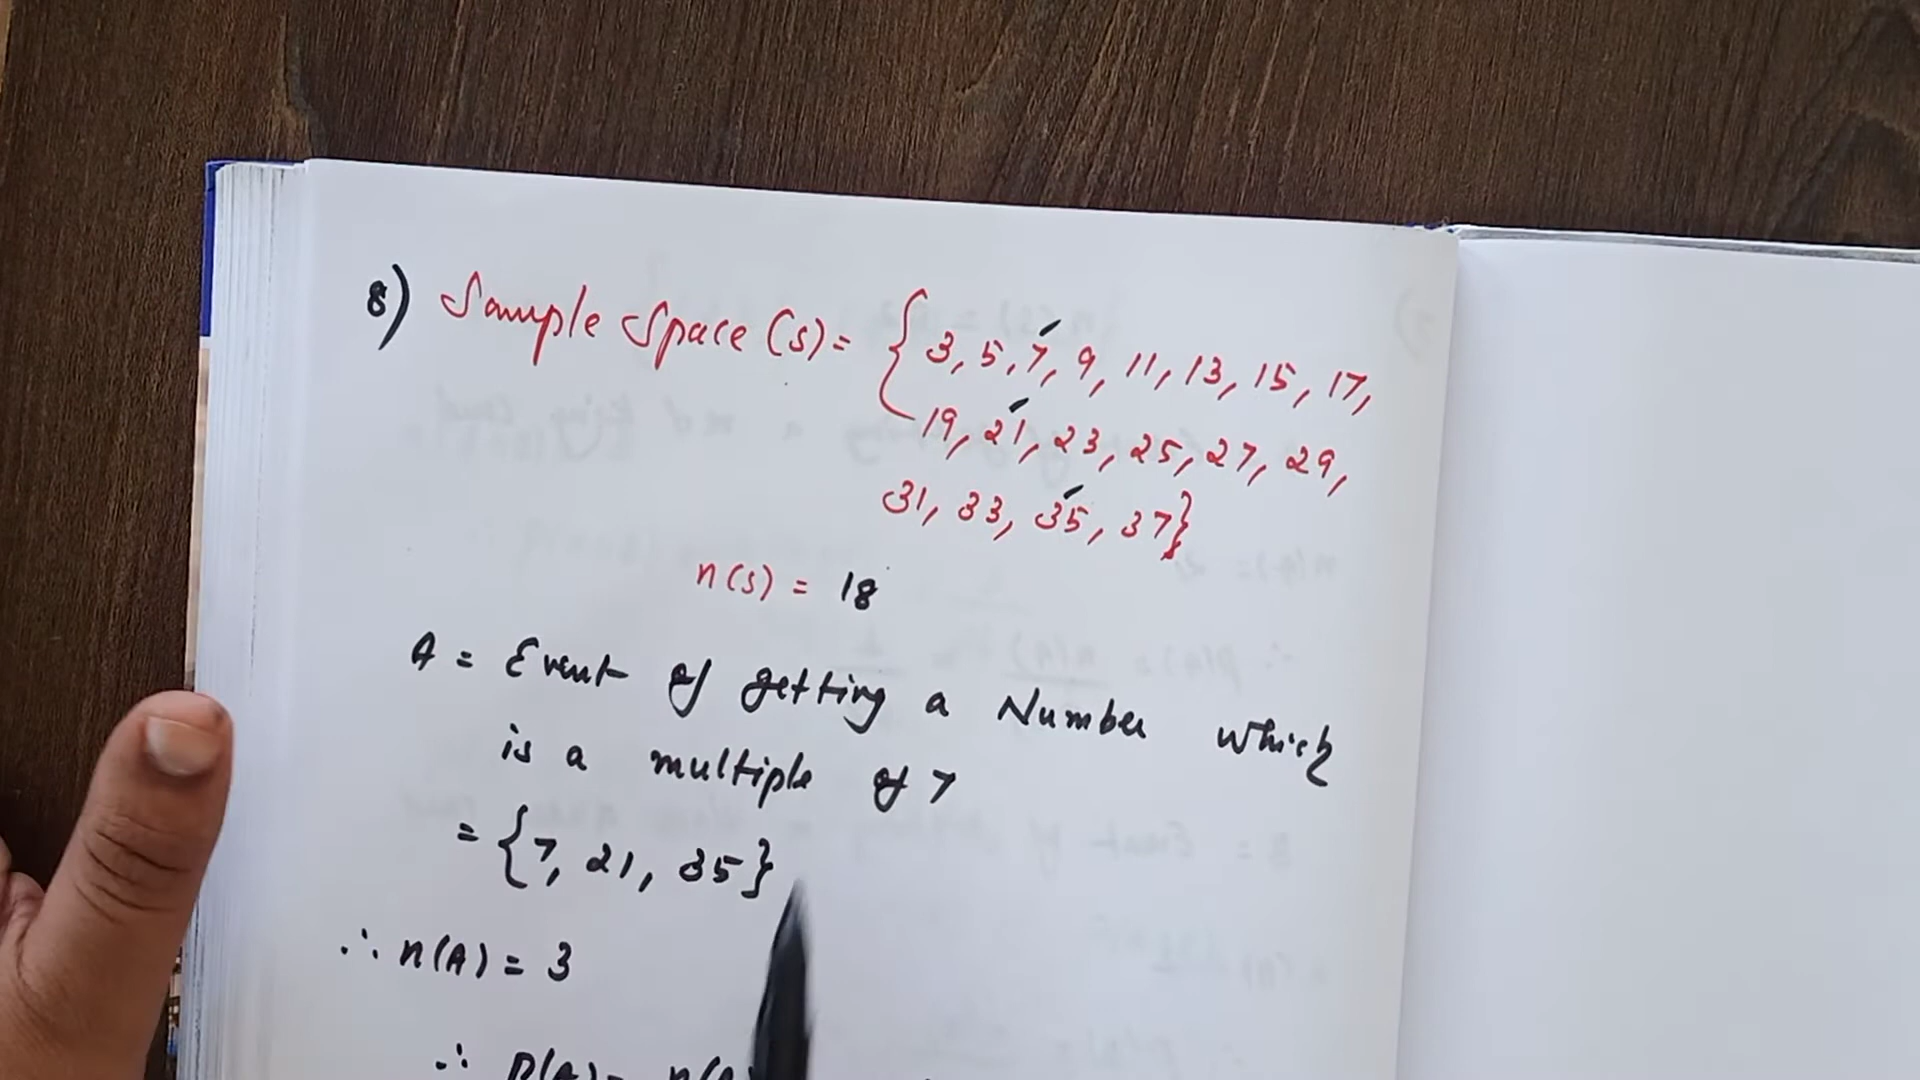 8) Sample Space (S) = { 3, 5, 7, 9, 11, 13, 15, 17,
19, 21, 23, 25, 27, 29,
31, 33, 35, 37}
n(s) = 18
A = Event of getting a Number which
is a multiple of 7
= {7, 21, 35}
∴ n(A) = 3
∴ P(A) = n(A